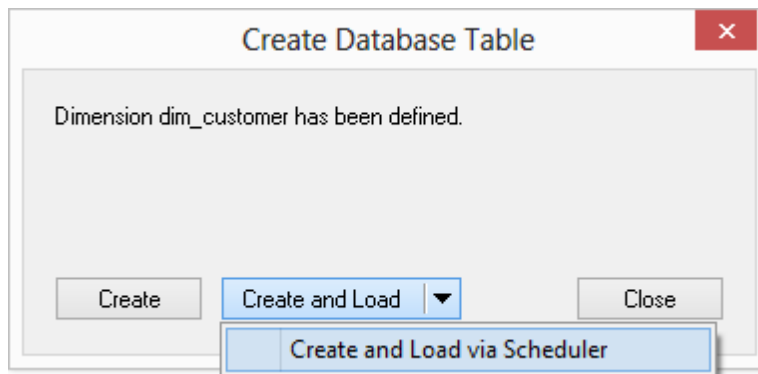 Create Database Table
Dimension dim_customer has been defined.
Create Create and Load Close
Create and Load via Scheduler